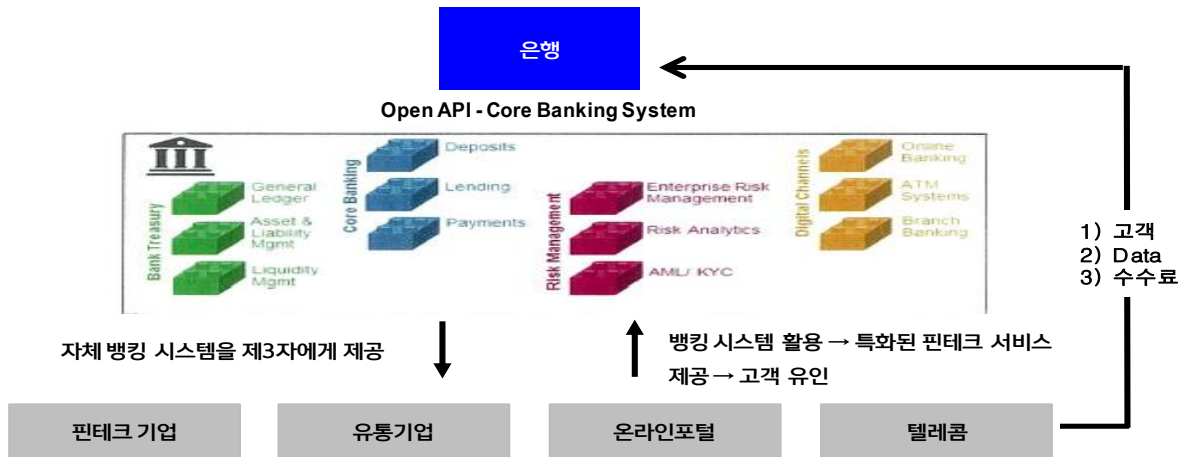 은행
Open API - Core Banking System
Bank Treasury
General
Ledger
Asset &
Liability
Mgmt
Liquidity
Mgmt
Core Banking
Deposits
Lending
Payments
Risk Management
Enterprise Risk
Management
Risk Analytics
AML/ KYC
Digital Channels
Online
Banking
ATM
Systems
Branch
Banking
1) 고객
2) Data
3) 수수료
자체 뱅킹 시스템을 제3자에게 제공
뱅킹 시스템 활용 → 특화된 핀테크 서비스
제공 → 고객 유인
핀테크 기업
유통기업
온라인포털
텔레콤